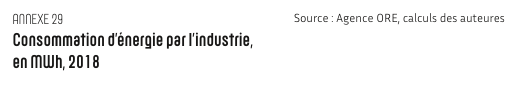 ANNEXE 29
Consommation d'énergie par l'industrie,
en MWh, 2018
Source : Agence ORE, calculs des auteures